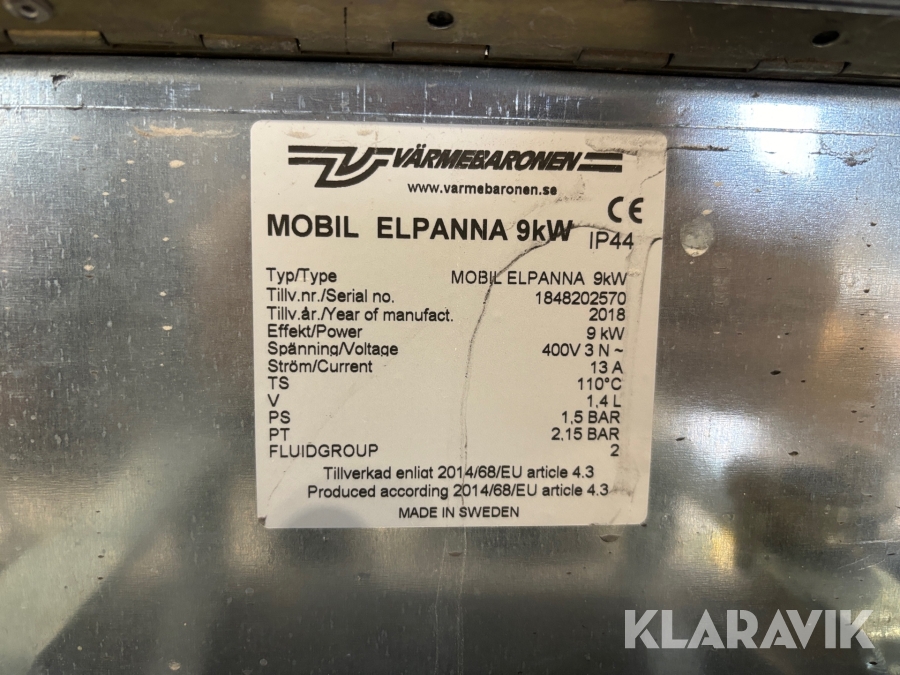 VÄRMEBARONEN
www.varmebaronen.se
CE
MOBIL ELPANNA 9kW IP44
Typ/Type MOBIL ELPANNA 9kW
Tillv.nr./Serial no. 1848202570
Tillv.år./Year of manufact. 2018
Effekt/Power 9 kW
Spänning/Voltage 400V 3 N ~
Ström/Current 13 A
TS 110°C
V 1,4 L
PS 1,5 BAR
PT 2,15 BAR
FLUIDGROUP 2
Tillverkad enligt 2014/68/EU article 4.3
Produced according 2014/68/EU article 4.3
MADE IN SWEDEN
KLARAVIK